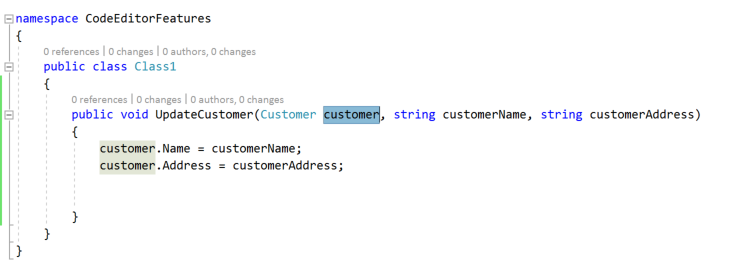 namespace CodeEditorFeatures
{
0 references | 0 changes | 0 authors, 0 changes
public class Class1
{
0 references | 0 changes | 0 authors, 0 changes
public void UpdateCustomer(Customer customer, string customerName, string customerAddress)
{
customer.Name = customerName;
customer.Address = customerAddress;
}
}
}